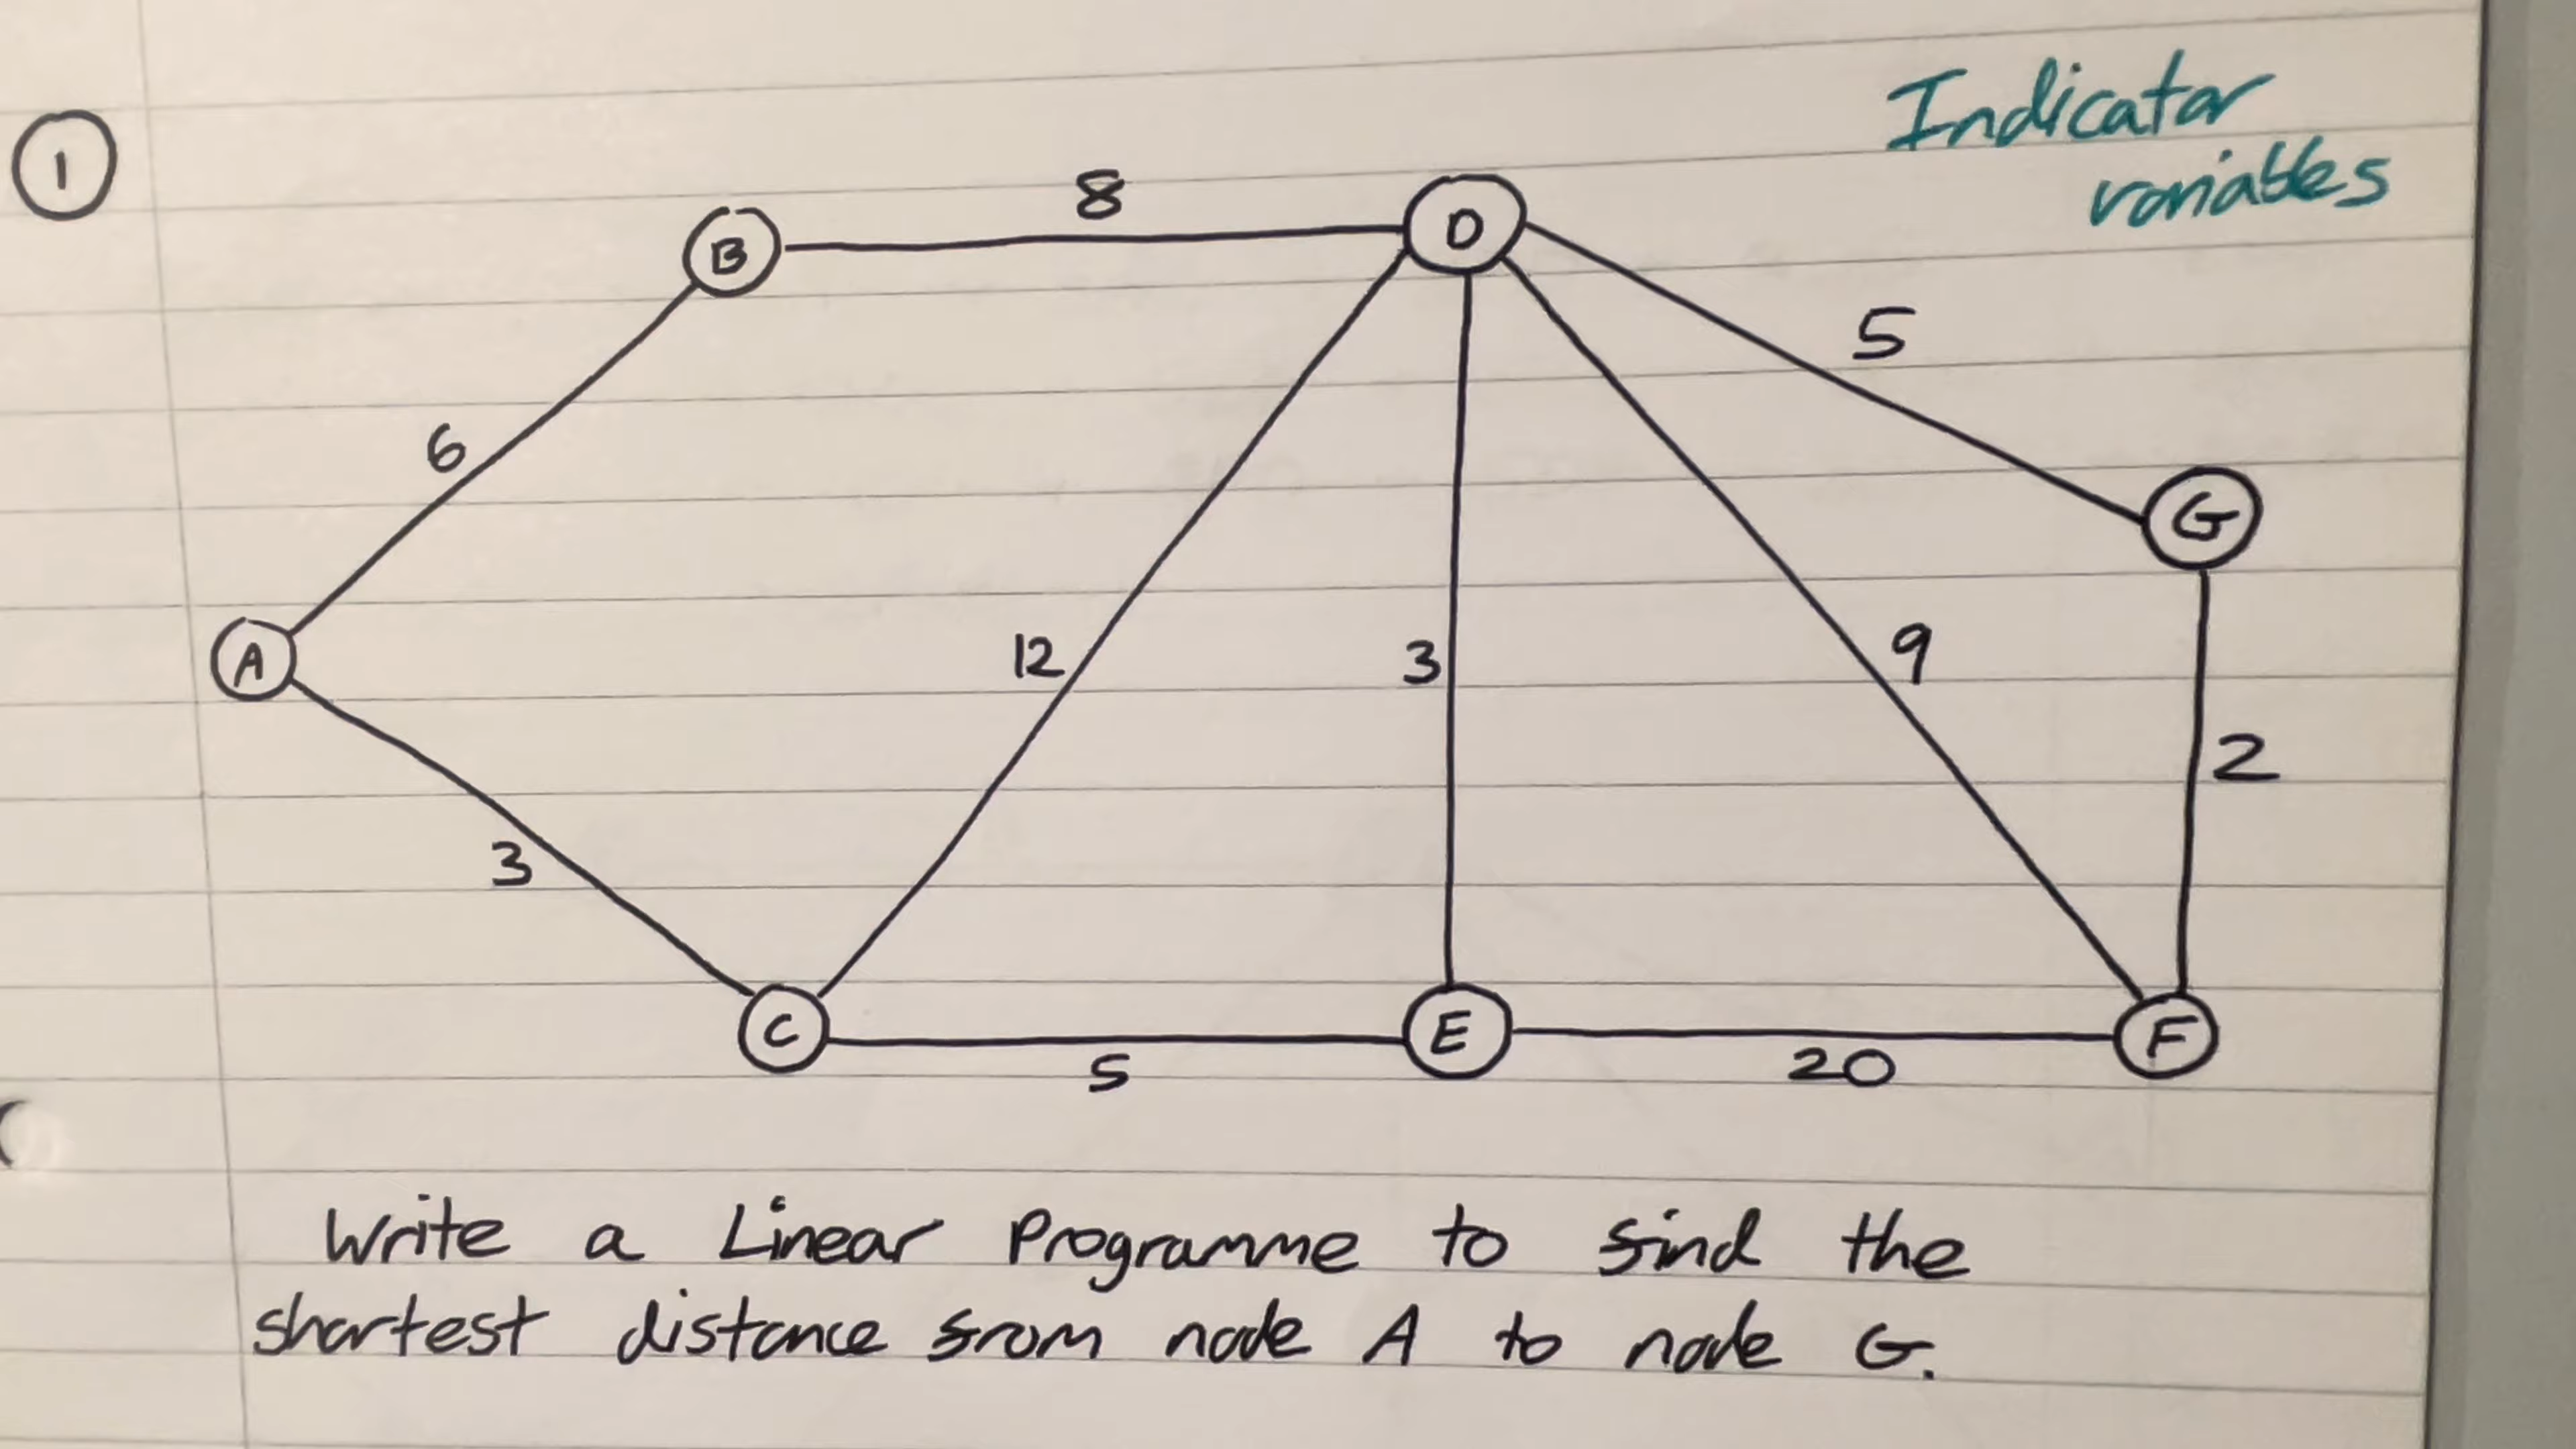 1
Indicator
variables
B
8
D
5
6
G
A
12
3
9
2
3
C
5
E
20
F
Write a Linear Programme to find the
shortest distance from node A to node G.